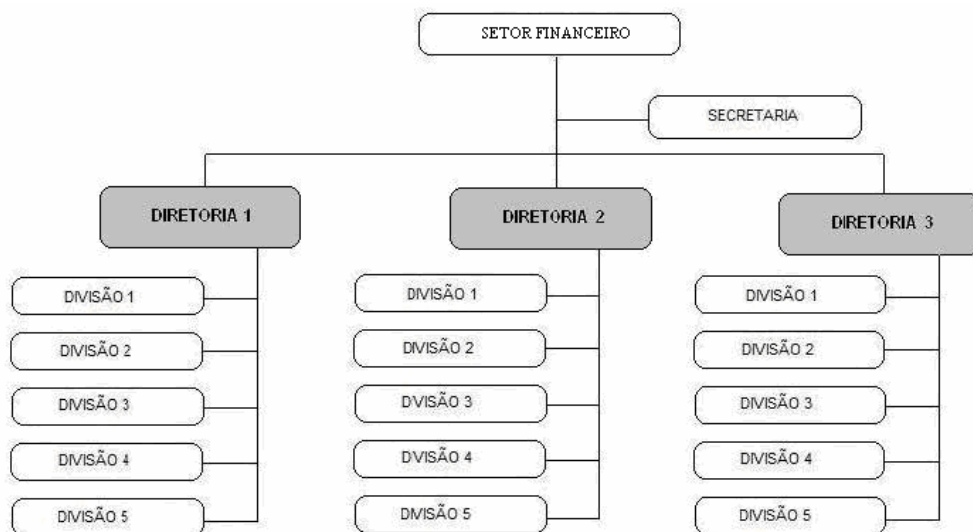 SETOR FINANCEIRO
SECRETARIA
DIRETORIA 1
DIRETORIA 2
DIRETORIA 3
DIVISÃO 1
DIVISÃO 2
DIVISÃO 3
DIVISÃO 4
DIVISÃO 5
DIVISÃO 1
DIVISÃO 2
DVISÃO 3
DVISÃO 4
DIVISÃO 5
DIVISÃO 1
DIVISÃO 2
DIVISÃO 3
DIVISÃO 4
DIVISÃO 5